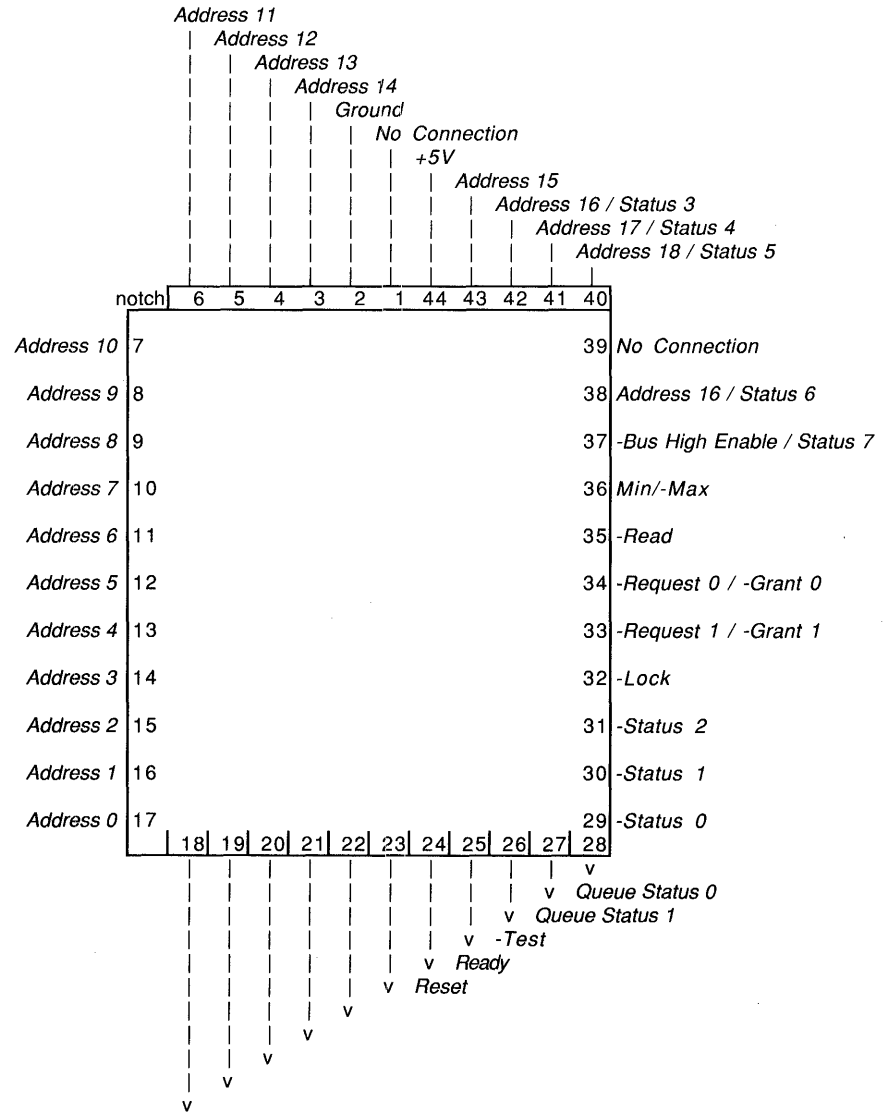 Address 11
Address 12
Address 13
Address 14
Ground
No Connection
+5V
Address 15
Address 16 / Status 3
Address 17 / Status 4
Address 18 / Status 5
notch 6 5 4 3 2 1 44 43 42 41 40
Address 10 7 39 No Connection
Address 9 8 38 Address 16 / Status 6
Address 8 9 37 -Bus High Enable / Status 7
Address 7 10 36 Min/-Max
Address 6 11 35 -Read
Address 5 12 34 -Request 0 / -Grant 0
Address 4 13 33 -Request 1 / -Grant 1
Address 3 14 32 -Lock
Address 2 15 31 -Status 2
Address 1 16 30 -Status 1
Address 0 17 29 -Status 0
18 19 20 21 22 23 24 25 26 27 28
v
v Queue Status 0
v Queue Status 1
v -Test
v Ready
v Reset
v
v
v
v
v